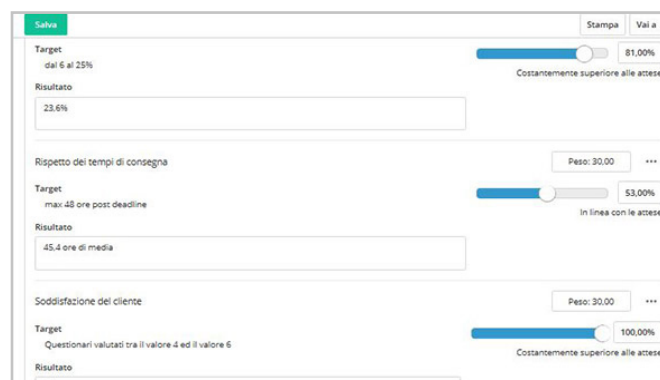 Salva
Stampa
Vai a
Target
dal 6 al 25%
81,00%
Costantemente superiore alle attese
Risultato
23,6%
Rispetto dei tempi di consegna
Peso: 30,00
Target
max 48 ore post deadline
53,00%
In linea con le attese
Risultato
45,4 ore di media
Soddisfazione del cliente
Peso: 30,00
Target
Questionari valutati tra il valore 4 ed il valore 6
100,00%
Costantemente superiore alle attese
Risultato